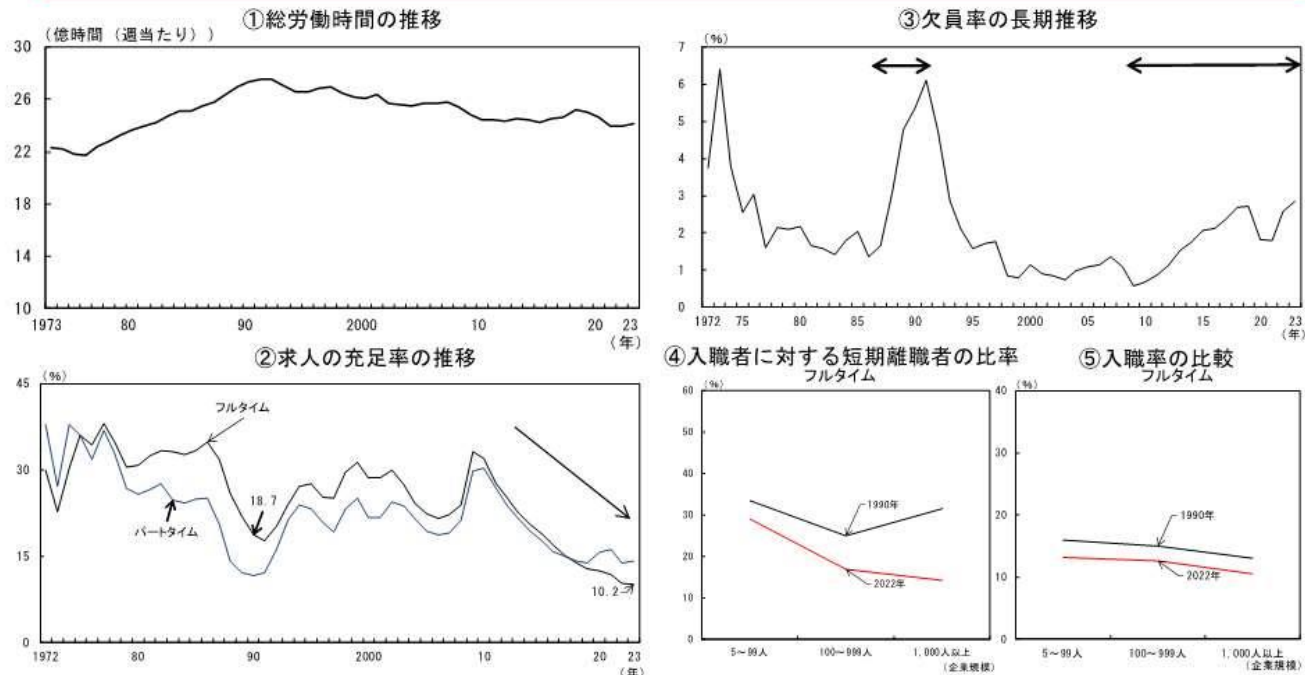 ①総労働時間の推移
(億時間(週当たり))
30
26
22
18
14
10
1973 80 90 2000 10 20 23
(年)
②求人の充足率の推移
(%)
45
30
15
0
フルタイム
パートタイム
18.7
10.2
1972 80 90 2000 10 20 23
(年)
③欠員率の長期推移
(%)
7
6
5
4
3
2
1
0
1972 75 80 85 90 95 2000 05 10 15 20 23
(年)
④入職者に対する短期離職者の比率
フルタイム
(%)
60
50
40
30
20
10
0
1990年
2022年
5~99人 100~999人 1,000人以上
(企業規模)
⑤入職率の比較
フルタイム
(%)
40
30
20
10
0
1990年
2022年
5~99人 100~999人 1,000人以上
(企業規模)